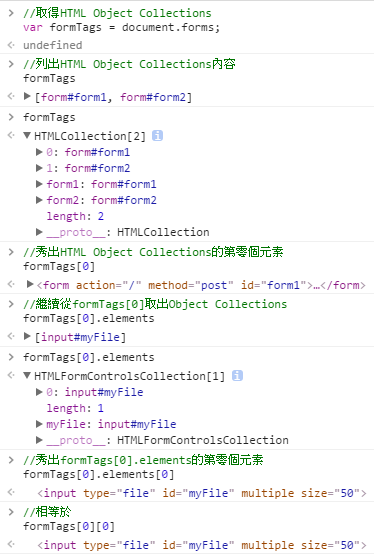 //取得HTML Object Collections
var formTags = document.forms;
undefined
//列出HTML Object Collections內容
formTags
[form#form1, form#form2]
formTags
HTMLCollection[2]
0: form#form1
1: form#form2
form1: form#form1
form2: form#form2
length: 2
__proto__: HTMLCollection
//秀出HTML Object Collections的第零個元素
formTags[0]
<form action="/" method="post" id="form1">…</form>
//繼續從formTags[0]取出Object Collections
formTags[0].elements
[input#myFile]
formTags[0].elements
HTMLFormControlsCollection[1]
0: input#myFile
length: 1
myFile: input#myFile
__proto__: HTMLFormControlsCollection
//秀出formTags[0].elements的第零個元素
formTags[0].elements[0]
<input type="file" id="myFile" multiple size="50">
//相等於
formTags[0][0]
<input type="file" id="myFile" multiple size="50">